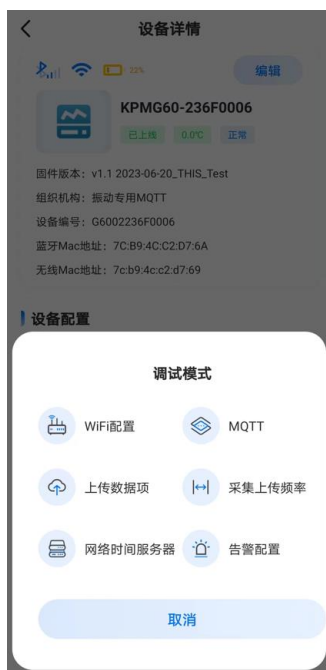 设备详情
22%
编辑
KPMG60-236F0006
已上线 0.0℃ 正常
固件版本：v1.1 2023-06-20_THIS_Test
组织机构：振动专用MQTT
设备编号：G6002236F0006
蓝牙Mac地址：7C:B9:4C:C2:D7:6A
无线Mac地址：7c:b9:4c:c2:d7:69
设备配置
调试模式
WiFi配置 MQTT
上传数据项 采集上传频率
网络时间服务器 告警配置
取消